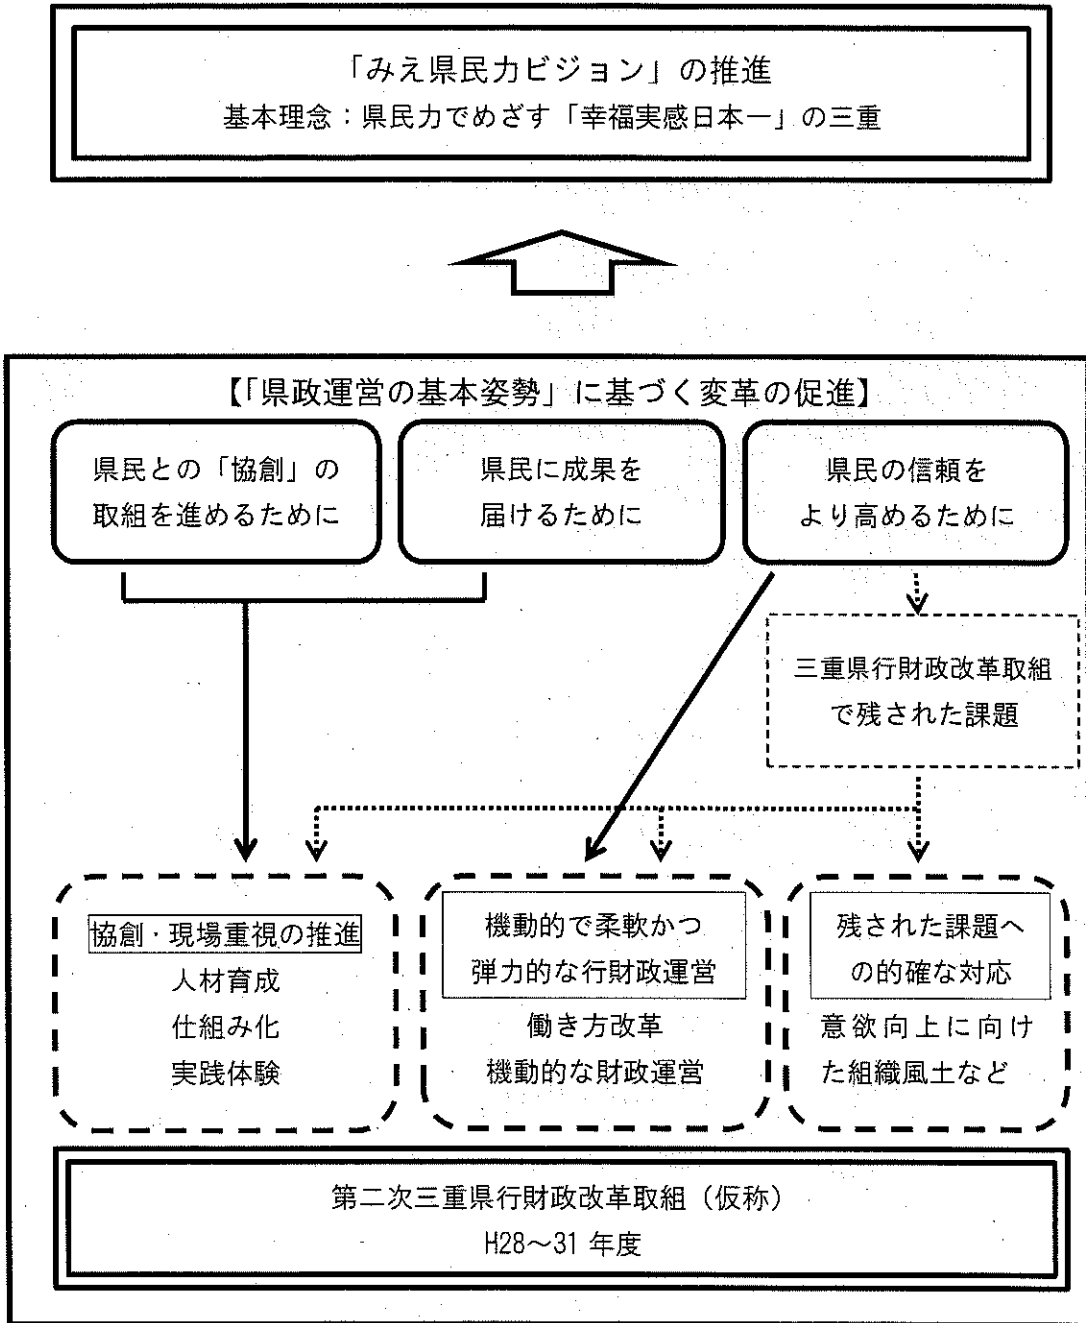 「みえ県民力ビジョン」の推進
基本理念：県民力でめざす「幸福実感日本一」の三重
【「県政運営の基本姿勢」に基づく変革の促進】
県民との「協創」の
取組を進めるために
県民に成果を
届けるために
県民の信頼を
より高めるために
三重県行財政改革取組
で残された課題
協創・現場重視の推進
人材育成
仕組み化
実践体験
機動的で柔軟かつ
弾力的な行財政運営
働き方改革
機動的な財政運営
残された課題へ
の的確な対応
意欲向上に向け
た組織風土など
第二次三重県行財政改革取組（仮称）
H28～31 年度